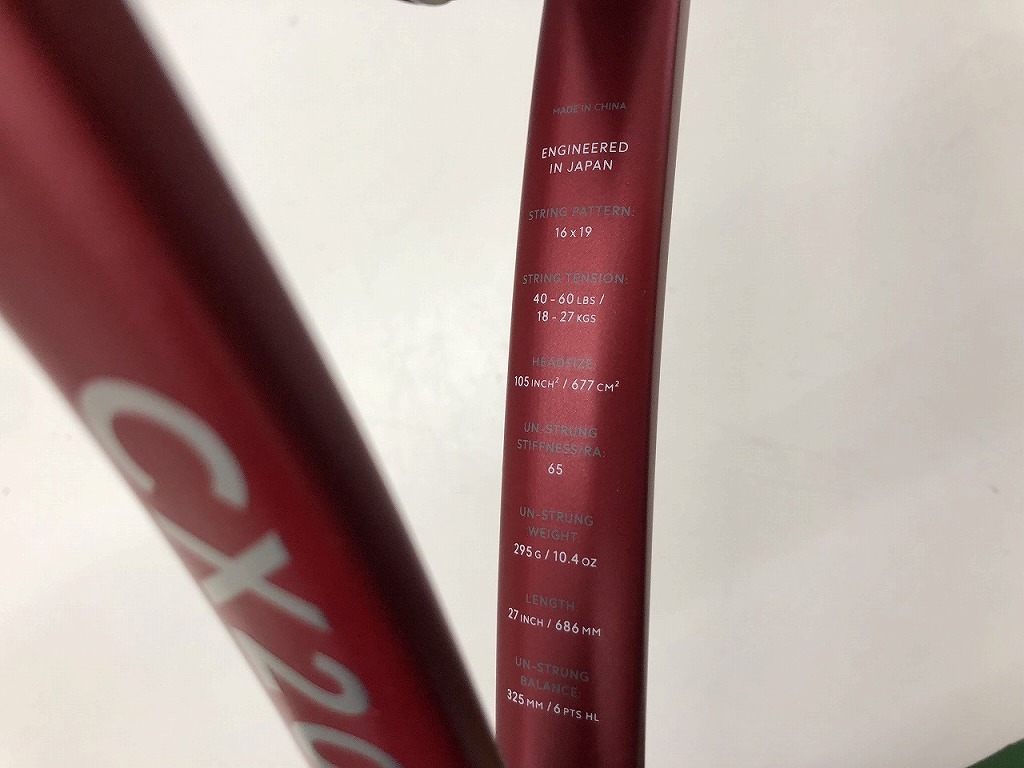 CX20
MADE IN CHINA
ENGINEERED
IN JAPAN
STRING PATTERN:
16 x 19
STRING TENSION:
40 - 60 LBS /
18 - 27 KGS
HEADSIZE:
105 INCH² / 677 CM²
UN-STRUNG
STIFFNESS/RA:
65
UN-STRUNG
WEIGHT:
295 G / 10.4 OZ
LENGTH:
27 INCH / 686 MM
UN-STRUNG
BALANCE:
325 MM / 6 PTS HL